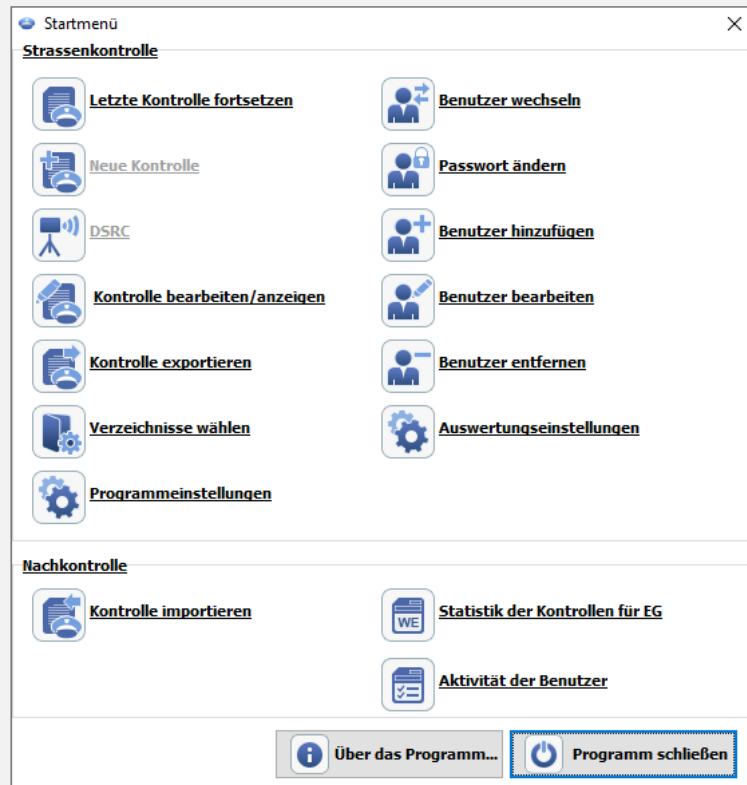 Startmenü
Strassenkontrolle
Letzte Kontrolle fortsetzen
Neue Kontrolle
DSRC
Kontrolle bearbeiten/anzeigen
Kontrolle exportieren
Verzeichnisse wählen
Programmeinstellungen
Benutzer wechseln
Passwort ändern
Benutzer hinzufügen
Benutzer bearbeiten
Benutzer entfernen
Auswertungseinstellungen
Nachkontrolle
Kontrolle importieren
WE
Statistik der Kontrollen für EG
Aktivität der Benutzer
Über das Programm...
Programm schließen